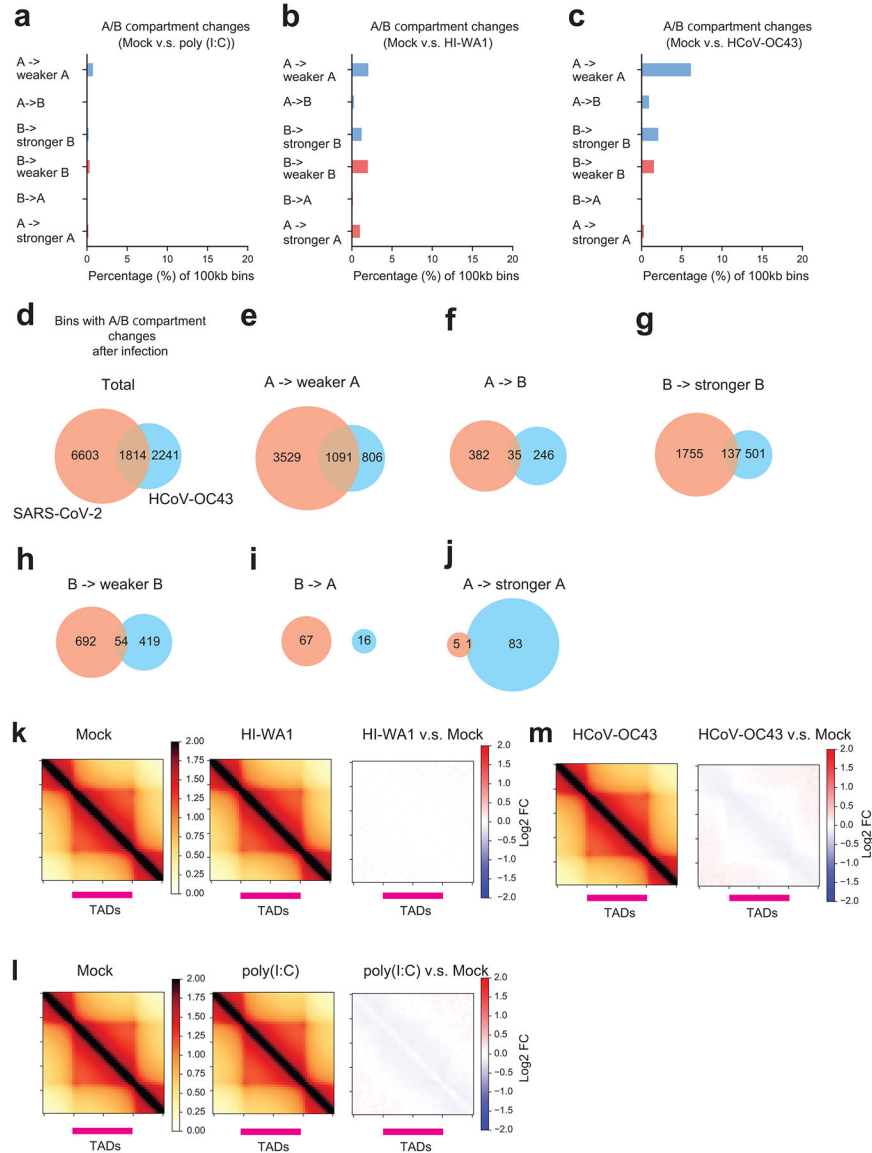 a
A/B compartment changes
(Mock v.s. poly (I:C))
A ->
weaker A
A->B
B->
stronger B
B->
weaker B
B->A
A ->
stronger A
0 5 10 15 20
Percentage (%) of 100kb bins
b
A/B compartment changes
(Mock v.s. HI-WA1)
A ->
weaker A
A->B
B->
stronger B
B->
weaker B
B->A
A ->
stronger A
0 5 10 15 20
Percentage (%) of 100kb bins
c
A/B compartment changes
(Mock v.s. HCoV-OC43)
A ->
weaker A
A->B
B->
stronger B
B->
weaker B
B->A
A ->
stronger A
0 5 10 15 20
Percentage (%) of 100kb bins
d
Bins with A/B compartment
changes
after infection
Total
6603 1814 2241
HCoV-OC43
SARS-CoV-2
e
A -> weaker A
3529 1091 806
f
A -> B
382 35 246
g
B -> stronger B
1755 137 501
h
B -> weaker B
692 54 419
i
B -> A
67 16
j
A -> stronger A
5 1 83
k
Mock
2.00
1.75
1.50
1.25
1.00
0.75
0.50
0.25
0.00
TADs
HI-WA1
TADs
HI-WA1 v.s. Mock
2.0
1.5
1.0
0.5
0.0
−0.5
−1.0
−1.5
−2.0
Log2 FC
TADs
m
HCoV-OC43
TADs
HCoV-OC43 v.s. Mock
2.0
1.5
1.0
0.5
0.0
−0.5
−1.0
−1.5
−2.0
Log2 FC
TADs
l
Mock
2.00
1.75
1.50
1.25
1.00
0.75
0.50
0.25
0.00
TADs
poly(I:C)
TADs
poly(I:C) v.s. Mock
2.0
1.5
1.0
0.5
0.0
−0.5
−1.0
−1.5
−2.0
Log2 FC
TADs